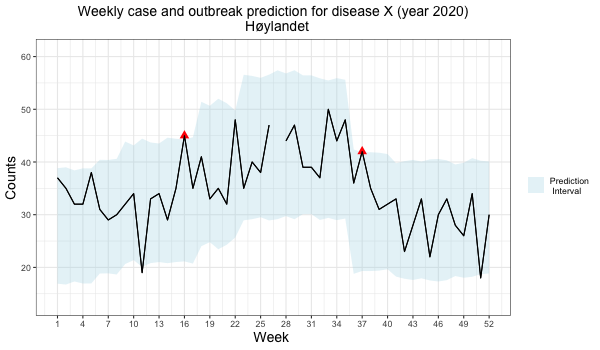 Weekly case and outbreak prediction for disease X (year 2020)
Høylandet
60
50
40
30
20
Counts
1 4 7 10 13 16 19 22 25 28 31 34 37 40 43 46 49 52
Week
Prediction
Interval